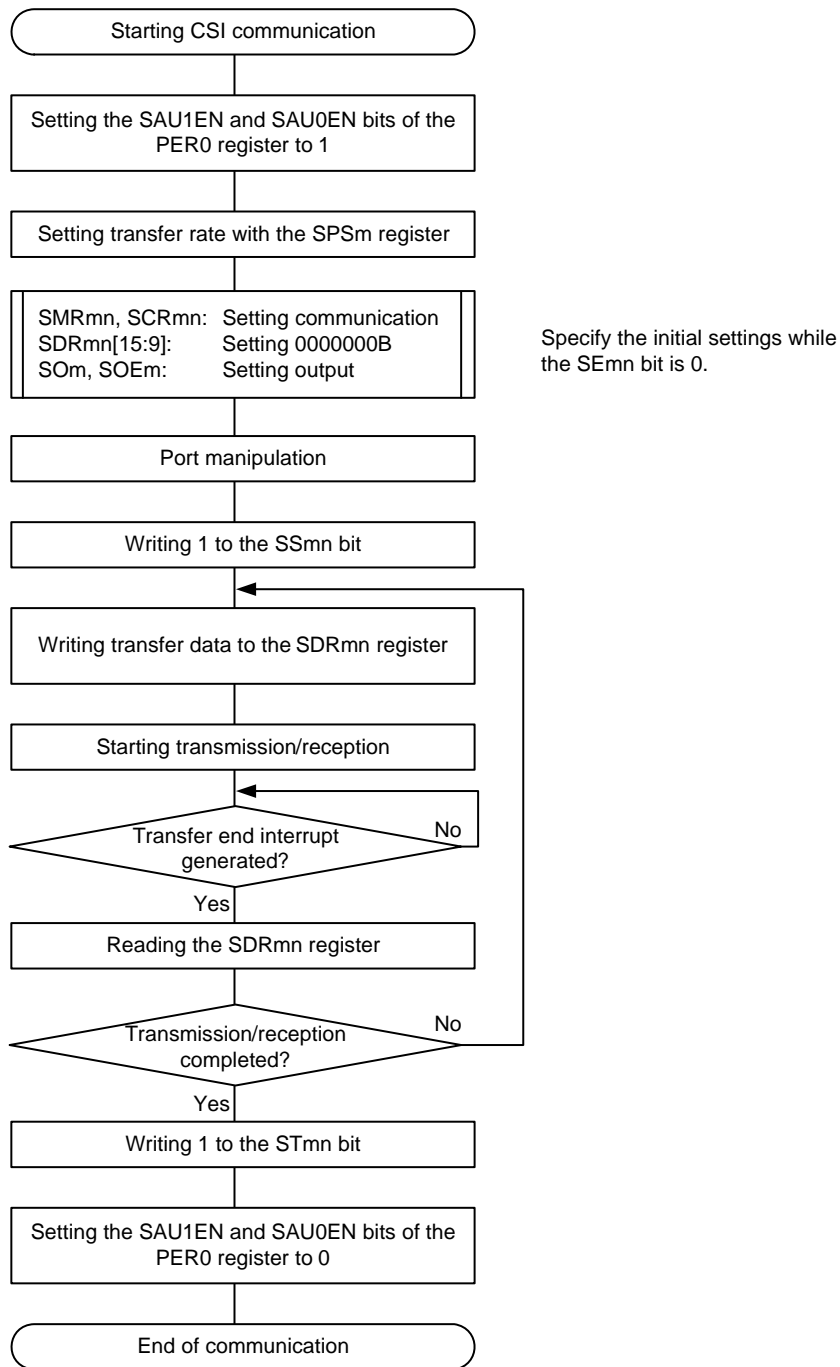 Starting CSI communication
Setting the SAU1EN and SAU0EN bits of the
PER0 register to 1
Setting transfer rate with the SPSm register
SMRmn, SCRmn: Setting communication
SDRmn[15:9]: Setting 0000000B
SOm, SOEm: Setting output
Specify the initial settings while
the SEmn bit is 0.
Port manipulation
Writing 1 to the SSmn bit
Writing transfer data to the SDRmn register
Starting transmission/reception
Transfer end interrupt
generated?
No
Yes
Reading the SDRmn register
Transmission/reception
completed?
No
Yes
Writing 1 to the STmn bit
Setting the SAU1EN and SAU0EN bits of the
PER0 register to 0
End of communication